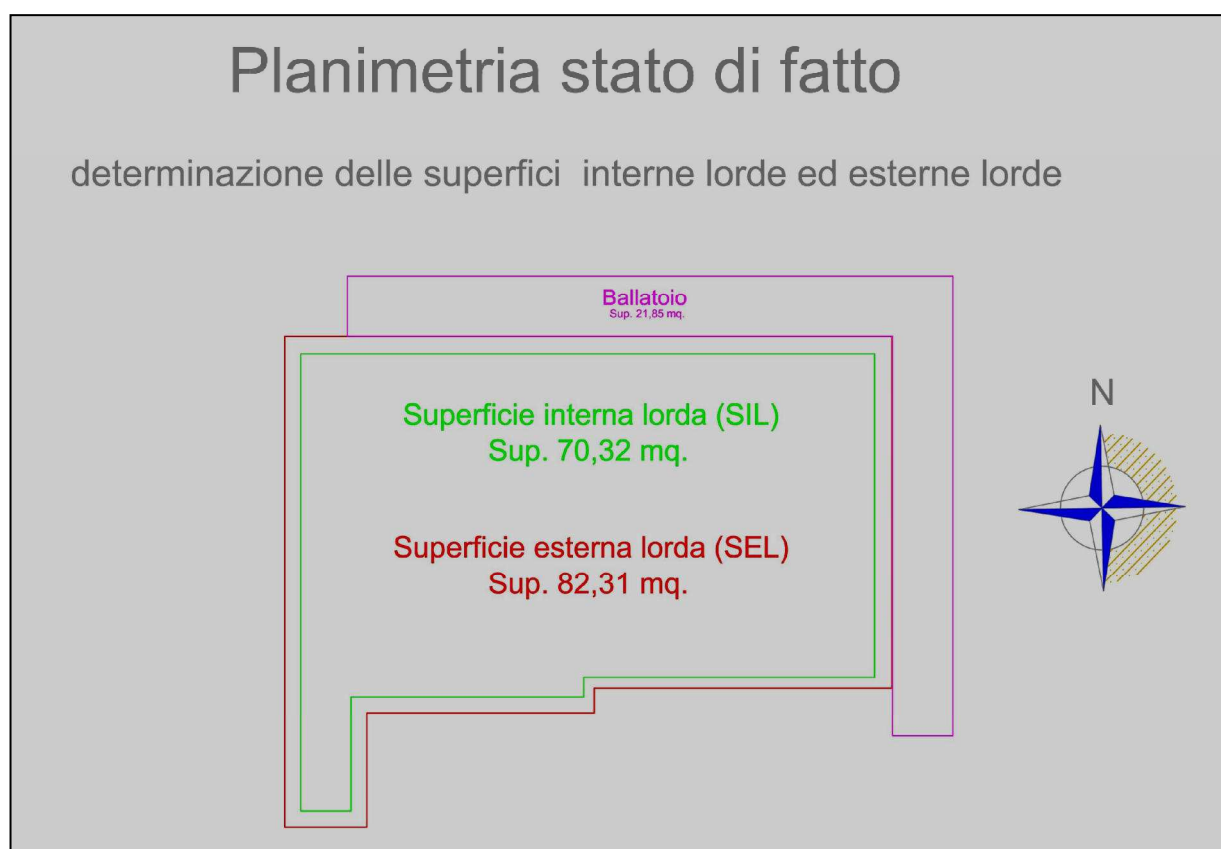 Planimetria stato di fatto
determinazione delle superfici interne lorde ed esterne lorde
Ballatoio
Sup. 21,85 mq.
N
Superficie interna lorda (SIL)
Sup. 70,32 mq.
Superficie esterna lorda (SEL)
Sup. 82,31 mq.